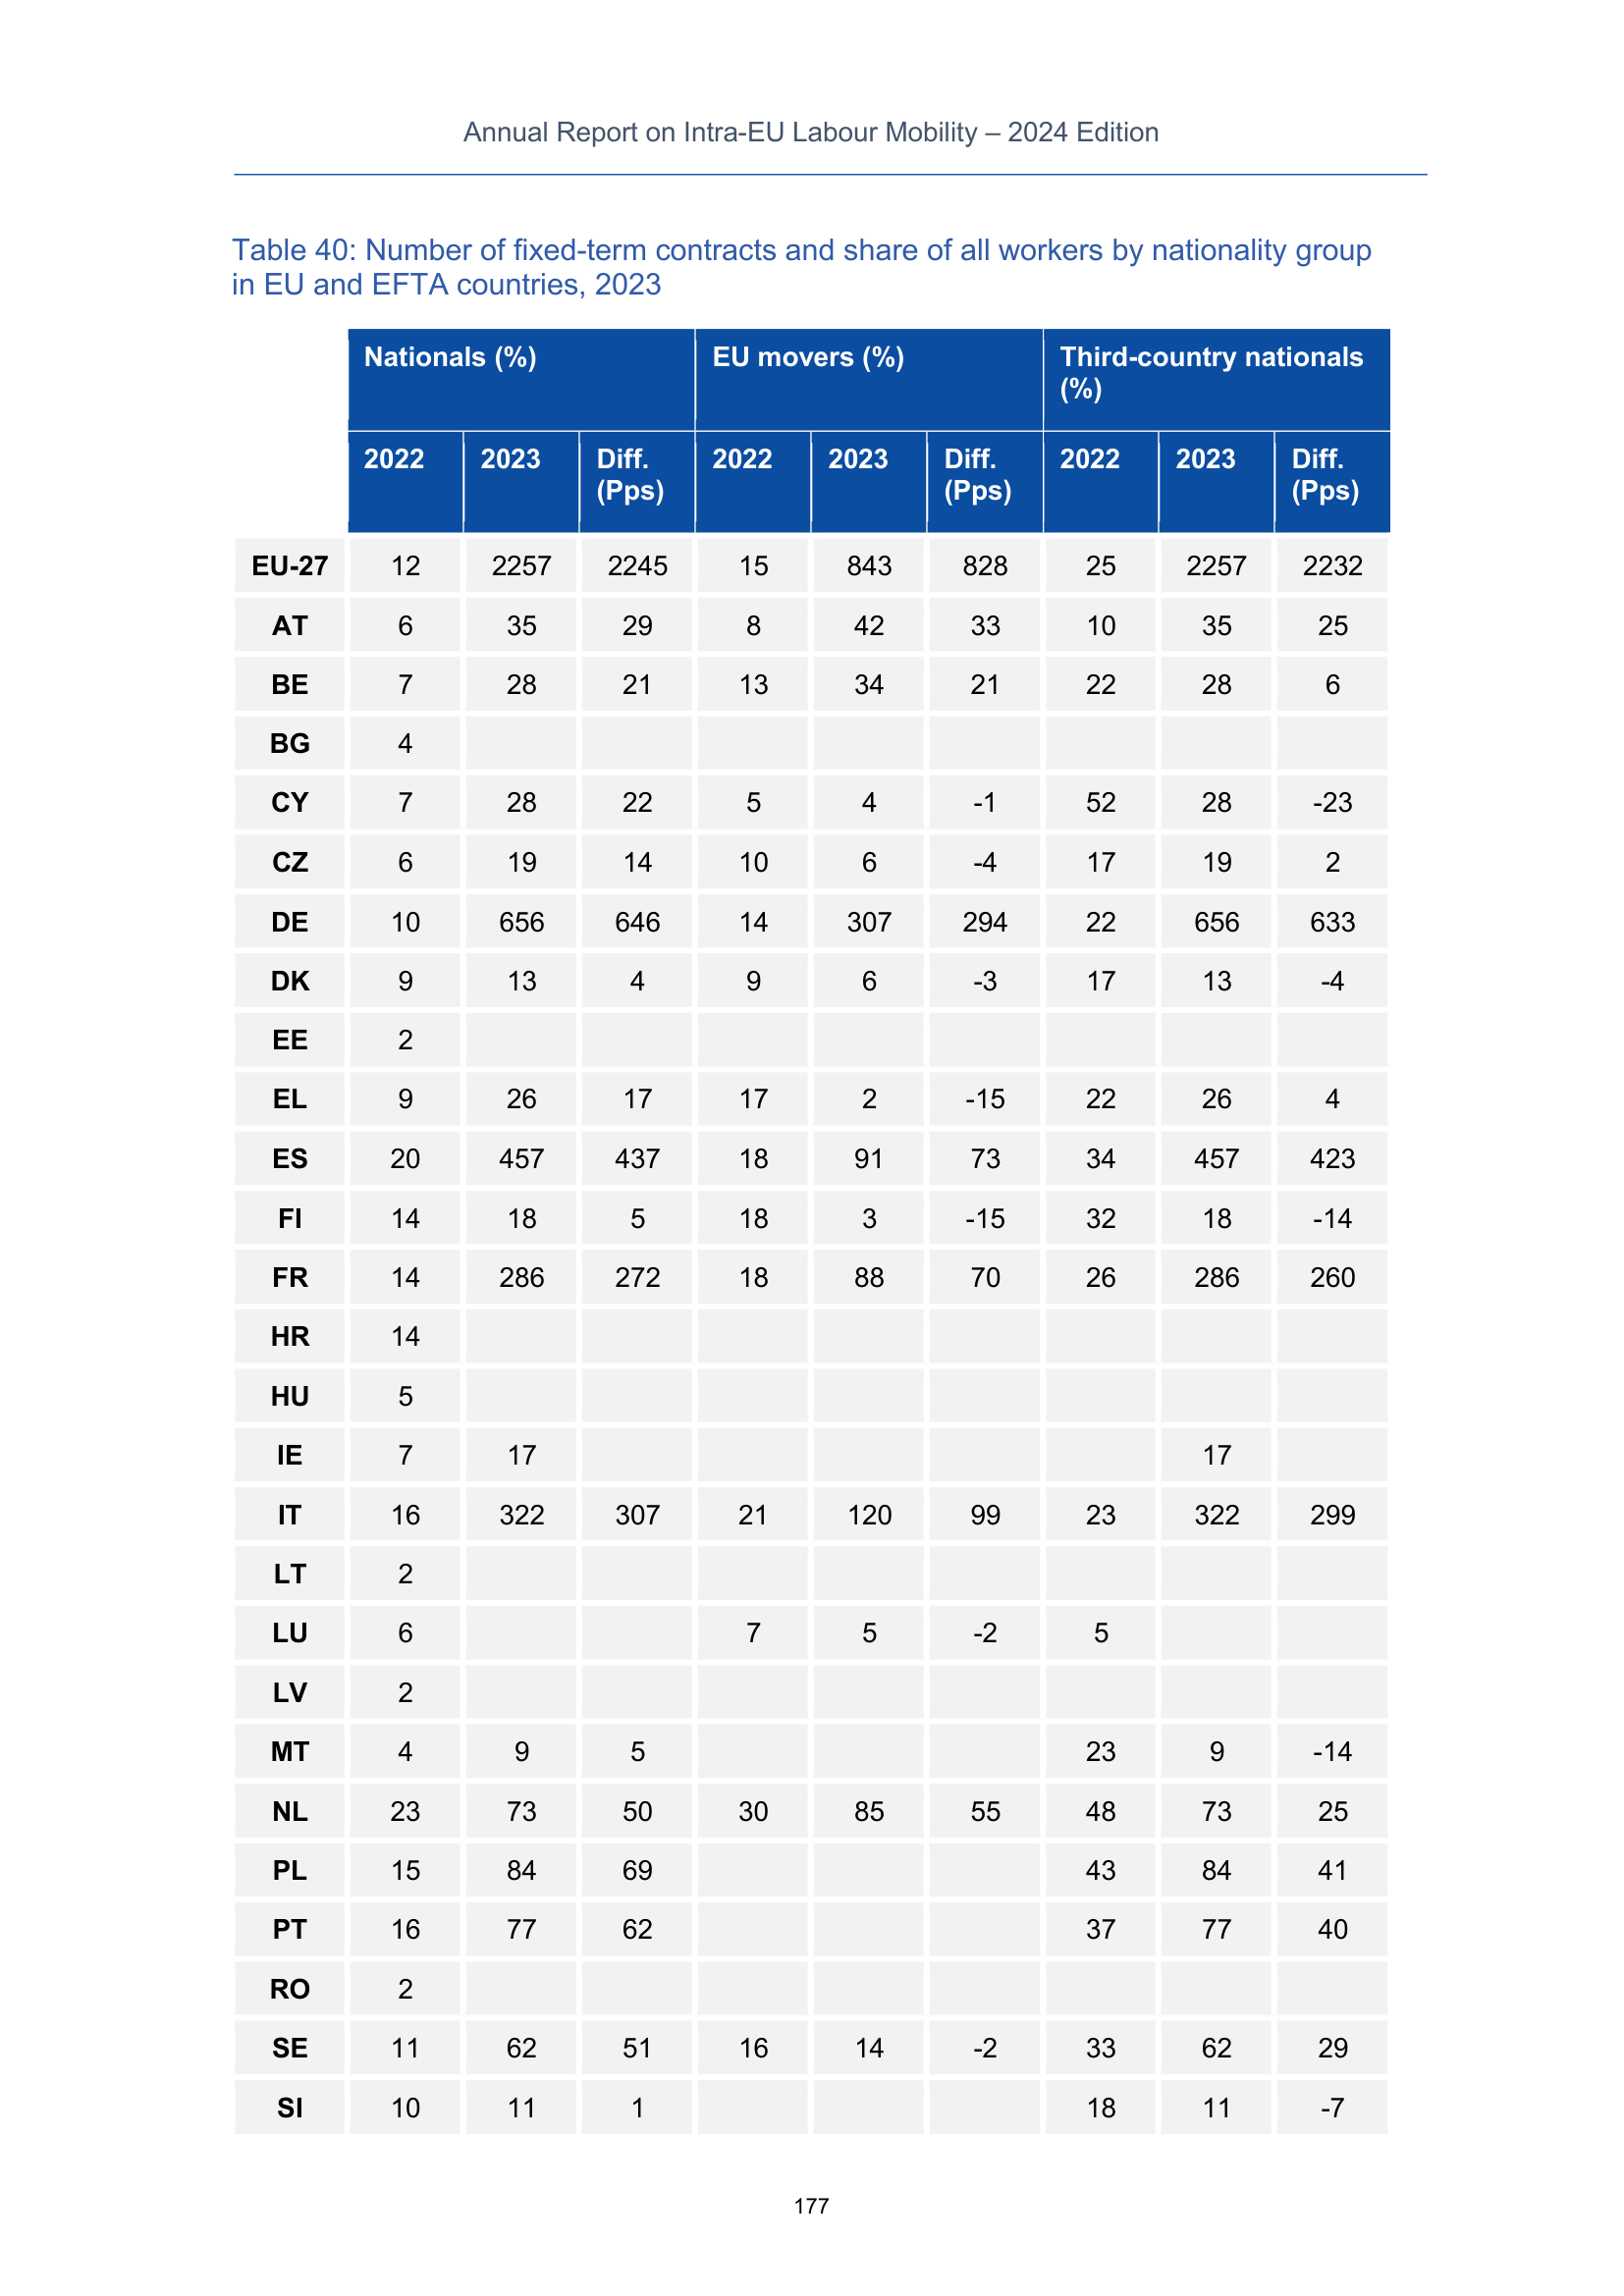 Annual Report on Intra-EU Labour Mobility – 2024 Edition
Table 40: Number of fixed-term contracts and share of all workers by nationality group
in EU and EFTA countries, 2023
Nationals (%) EU movers (%) Third-country nationals
(%)
2022 2023 Diff. 2022 2023 Diff. 2022 2023 Diff.
(Pps) (Pps) (Pps)
EU-27 12 2257 2245 15 843 828 25 2257 2232
AT 6 35 29 8 42 33 10 35 25
BE 7 28 21 13 34 21 22 28 6
BG 4
CY 7 28 22 5 4 -1 52 28 -23
CZ 6 19 14 10 6 -4 17 19 2
DE 10 656 646 14 307 294 22 656 633
DK 9 13 4 9 6 -3 17 13 -4
EE 2
EL 9 26 17 17 2 -15 22 26 4
ES 20 457 437 18 91 73 34 457 423
FI 14 18 5 18 3 -15 32 18 -14
FR 14 286 272 18 88 70 26 286 260
HR 14
HU 5
IE 7 17 17
IT 16 322 307 21 120 99 23 322 299
LT 2
LU 6 7 5 -2 5
LV 2
MT 4 9 5 23 9 -14
NL 23 73 50 30 85 55 48 73 25
PL 15 84 69 43 84 41
PT 16 77 62 37 77 40
RO 2
SE 11 62 51 16 14 -2 33 62 29
SI 10 11 1 18 11 -7
177